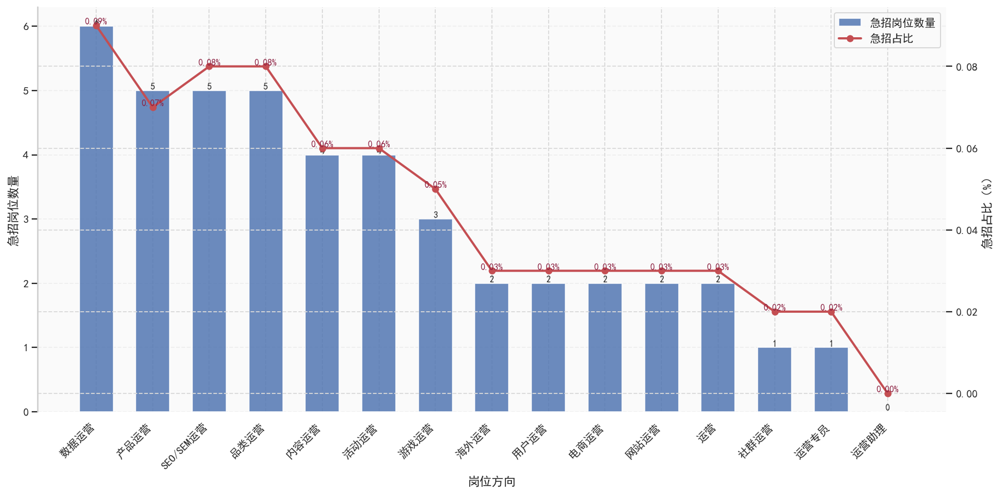 急招岗位数量
急招占比
6
5
4
3
2
1
0
急招岗位数量
0.08
0.06
0.04
0.02
0.00
急招占比（%）
0.09%
0.07%
0.08%
0.08%
0.06%
0.06%
0.05%
0.03%
0.03%
0.03%
0.03%
0.03%
0.02%
0.02%
0.00%
5
5
5
3
2
2
2
2
2
1
1
0
数据运营
产品运营
SEO/SEM运营
品类运营
内容运营
活动运营
游戏运营
海外运营
用户运营
电商运营
网站运营
运营
社群运营
运营专员
运营助理
岗位方向